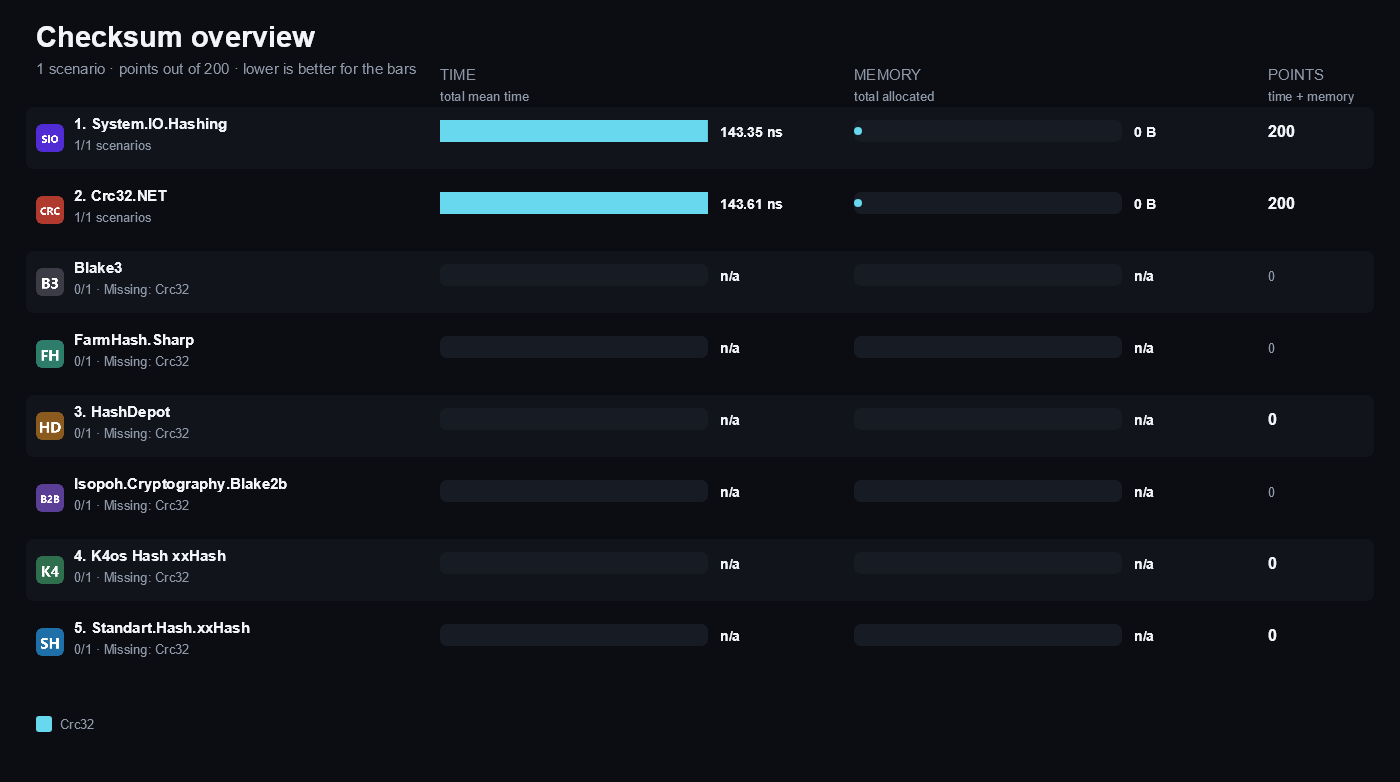 Checksum overview
1 scenario · points out of 200 · lower is better for the bars
TIME
total mean time
MEMORY
total allocated
POINTS
time + memory
SIO
1. System.IO.Hashing
1/1 scenarios
143.35 ns
0 B
200
CRC
2. Crc32.NET
1/1 scenarios
143.61 ns
0 B
200
B3
Blake3
0/1 · Missing: Crc32
n/a
n/a
0
FH
FarmHash.Sharp
0/1 · Missing: Crc32
n/a
n/a
0
HD
3. HashDepot
0/1 · Missing: Crc32
n/a
n/a
0
B2B
Isopoh.Cryptography.Blake2b
0/1 · Missing: Crc32
n/a
n/a
0
K4
4. K4os Hash xxHash
0/1 · Missing: Crc32
n/a
n/a
0
SH
5. Standart.Hash.xxHash
0/1 · Missing: Crc32
n/a
n/a
0
Crc32